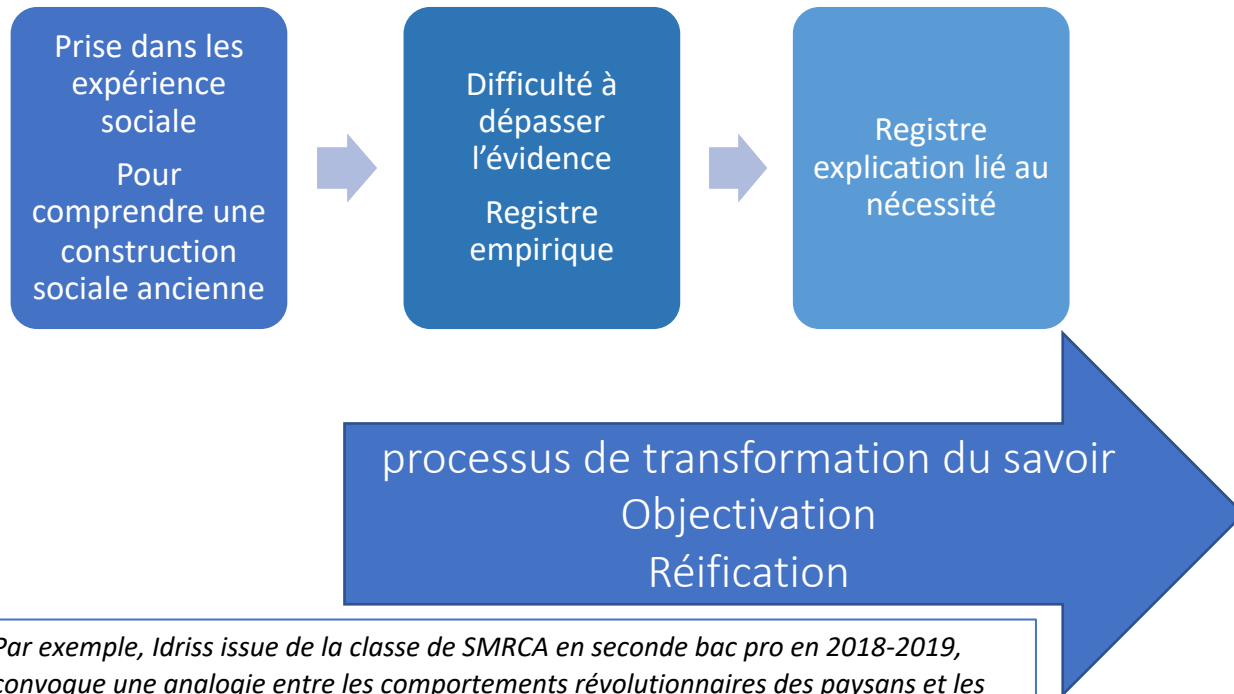 Prise dans les
expérience
sociale
Pour
comprendre une
construction
sociale ancienne
Difficulté à
dépasser
l’évidence
Registre
empirique
Registre
explication lié au
nécessité
processus de transformation du savoir
Objectivation
Réification
Par exemple, Idriss issue de la classe de SMRCA en seconde bac pro en 2018-2019,
convoque une analogie entre les comportements révolutionnaires des paysans et les